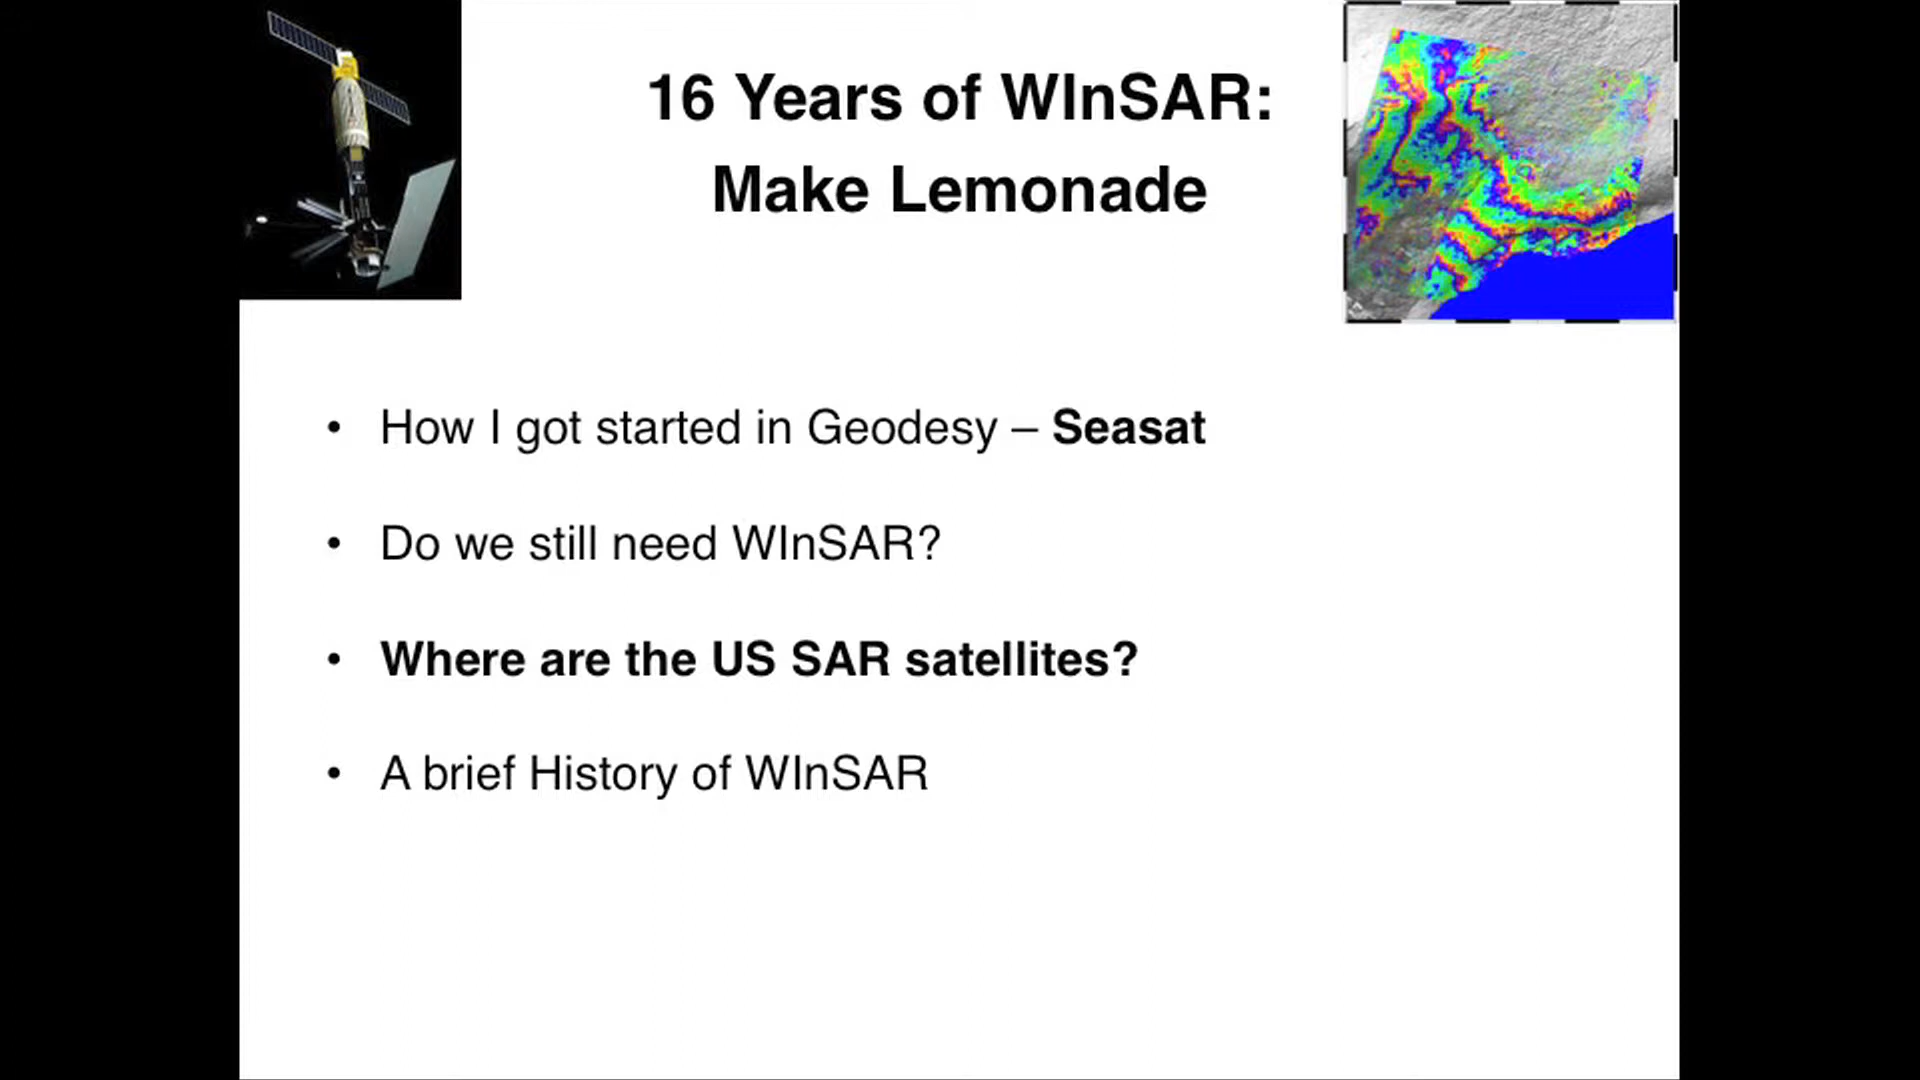 16 Years of WInSAR:
Make Lemonade
• How I got started in Geodesy – Seasat
• Do we still need WInSAR?
• Where are the US SAR satellites?
• A brief History of WInSAR